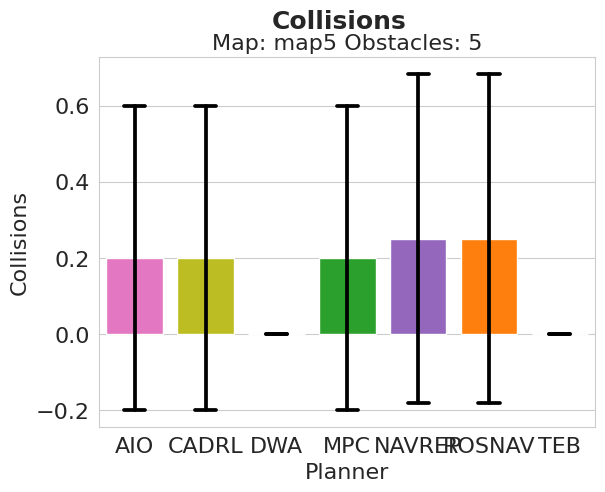 Collisions
Map: map5 Obstacles: 5
Collisions
0.6
0.4
0.2
0.0
−0.2
AIO CADRL DWA MPC NAVREP ROSNAV TEB
Planner